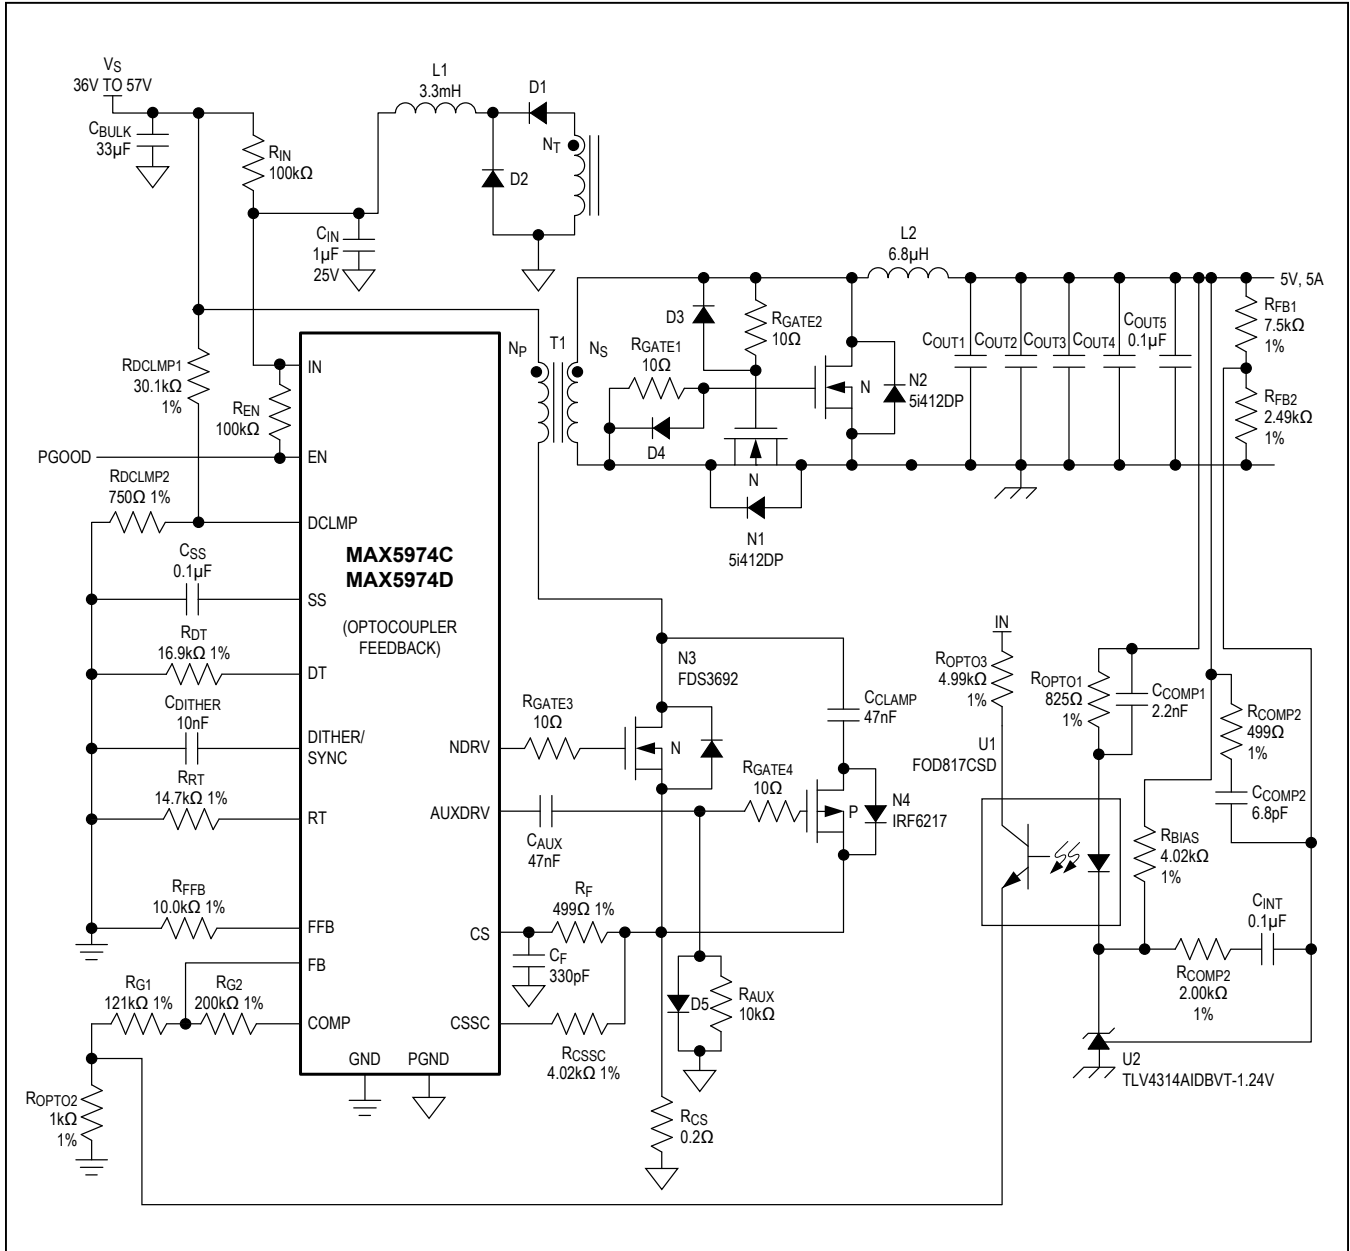 VS
36V TO 57V
CBULK
33µF
RIN
100kΩ
L1
3.3mH
D1
NT
D2
CIN
1µF
25V
L2
6.8µH
5V, 5A
RDCLMP1
30.1kΩ
1%
REN
100kΩ
PGOOD
RDCLMP2
750Ω 1%
CSS
0.1µF
RDT
16.9kΩ 1%
CDITHER
10nF
RRT
14.7kΩ 1%
RFFB
10.0kΩ 1%
RG1
121kΩ 1%
RG2
200kΩ 1%
ROPTO2
1kΩ
1%
IN
EN
DCLMP
SS
DT
DITHER/
SYNC
RT
FFB
FB
COMP
GND
PGND
MAX5974C
MAX5974D
(OPTOCOUPLER
FEEDBACK)
NDRV
AUXDRV
CS
CSSC
NP
T1
NS
D3
RGATE2
10Ω
RGATE1
10Ω
D4
N
N2
5i412DP
N
N1
5i412DP
COUT1
COUT2
COUT3
COUT4
COUT5
0.1µF
RFB1
7.5kΩ
1%
RFB2
2.49kΩ
1%
N3
FDS3692
RGATE3
10Ω
N
CCLAMP
47nF
RGATE4
10Ω
P
N4
IRF6217
CAUX
47nF
RF
499Ω 1%
CF
330pF
D5
RAUX
10kΩ
RCSSC
4.02kΩ 1%
RCS
0.2Ω
IN
ROPTO3
4.99kΩ
1%
ROPTO1
825Ω
1%
CCOMP1
2.2nF
RCOMP2
499Ω
1%
U1
FOD817CSD
CCOMP2
6.8pF
RBIAS
4.02kΩ
1%
CINT
0.1µF
RCOMP2
2.00kΩ
1%
U2
TLV4314AIDBVT-1.24V